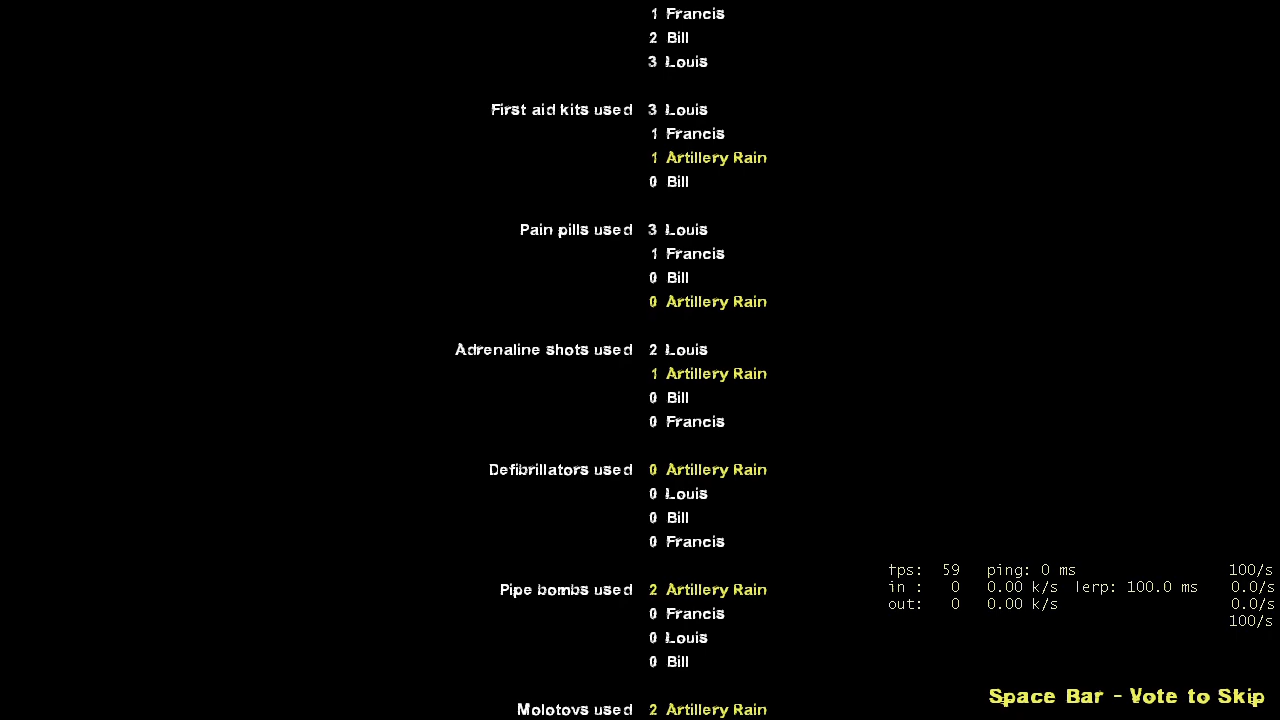 1 Francis
2 Bill
3 Louis
First aid kits used 3 Louis
1 Francis
1 Artillery Rain
0 Bill
Pain pills used 3 Louis
1 Francis
0 Bill
0 Artillery Rain
Adrenaline shots used 2 Louis
1 Artillery Rain
0 Bill
0 Francis
Defibrillators used 0 Artillery Rain
0 Louis
0 Bill
0 Francis
Pipe bombs used 2 Artillery Rain
0 Francis
0 Louis
0 Bill
Molotovs used 2 Artillery Rain
fps: 59 ping: 0 ms 100/s
in : 0 0.00 k/s lerp: 100.0 ms 0.0/s
out: 0 0.00 k/s 0.0/s
100/s
Space Bar - Vote to Skip